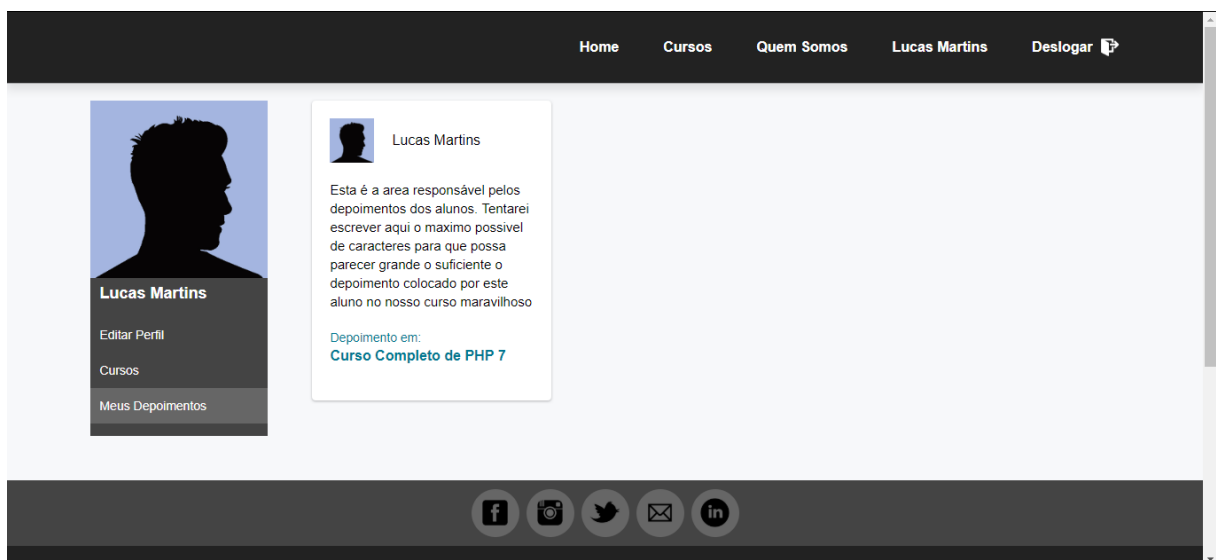 Home Cursos Quem Somos Lucas Martins Deslogar
Lucas Martins
Editar Perfil
Cursos
Meus Depoimentos
Lucas Martins
Esta é a area responsável pelos
depoimentos dos alunos. Tentarei
escrever aqui o maximo possivel
de caracteres para que possa
parecer grande o suficiente o
depoimento colocado por este
aluno no nosso curso maravilhoso
Depoimento em:
Curso Completo de PHP 7